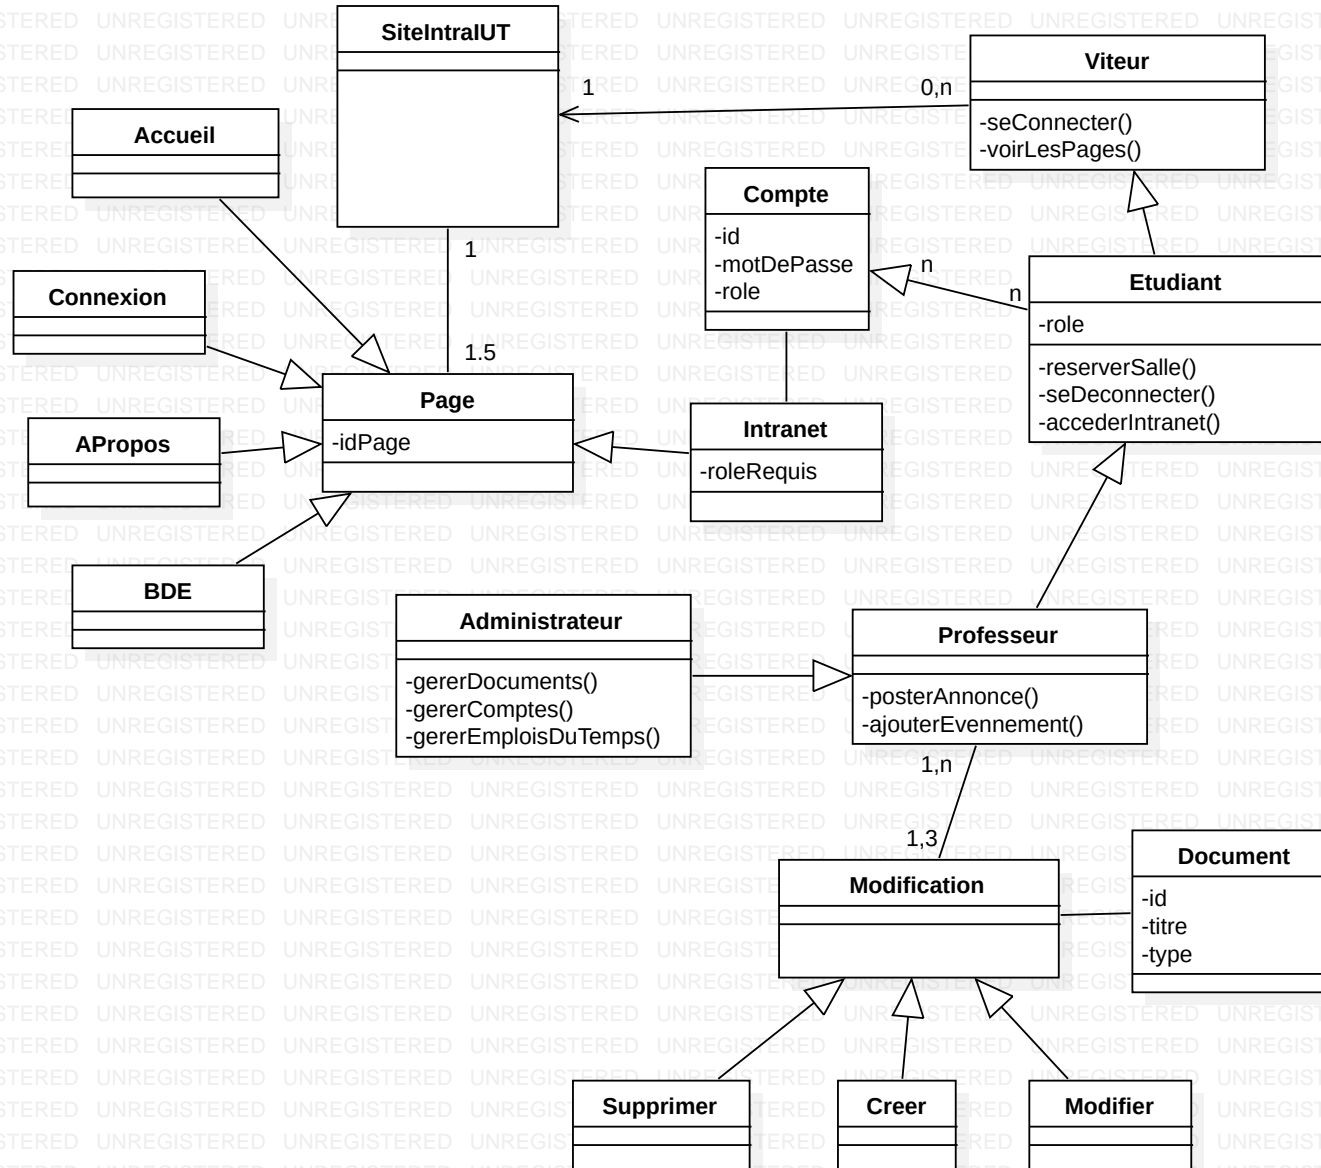 SiteIntraIUT
Viteur
-seConnecter()
-voirLesPages()
1
0,n
Accueil
Compte
-id
-motDePasse
-role
1
n
n
Etudiant
-role
-reserverSalle()
-seDeconnecter()
-accederIntranet()
Connexion
1.5
Page
-idPage
APropos
Intranet
-roleRequis
BDE
Administrateur
-gererDocuments()
-gererComptes()
-gererEmploisDuTemps()
Professeur
-posterAnnonce()
-ajouterEvennement()
1,n
1,3
Modification
Document
-id
-titre
-type
Supprimer
Creer
Modifier
UNREGISTERED